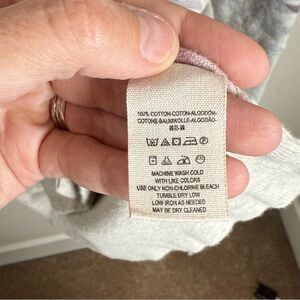 100% COTTON-COTON-ALGODÓN-
COTONE-BAUMWOLLE-ALGODÃO-
MACHINE WASH COLD
WITH LIKE COLORS
USE ONLY NON-CHLORINE BLEACH
TUMBLE DRY LOW
LOW IRON AS NEEDED
MAY BE DRY CLEANED